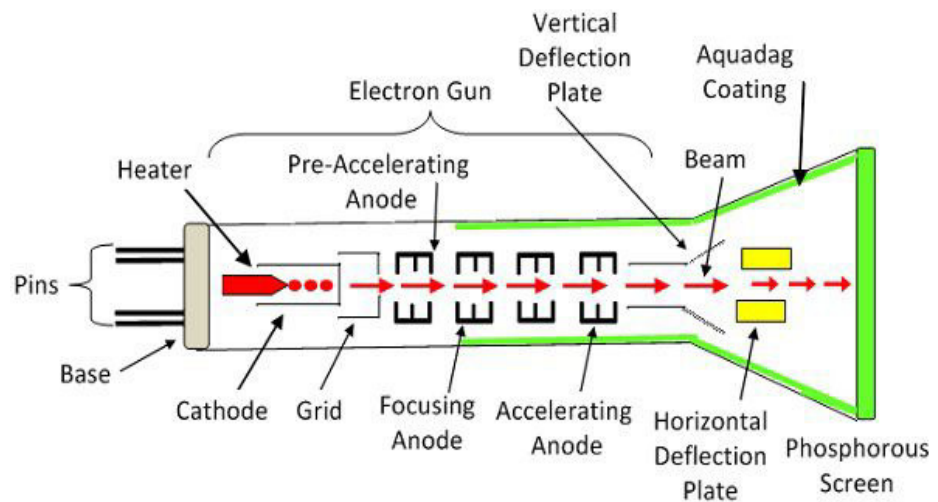 Vertical
Deflection
Plate
Aquadag
Coating
Electron Gun
Beam
Pre-Accelerating
Anode
Heater
Pins
Base
Cathode
Grid
Focusing
Anode
Accelerating
Anode
Horizontal
Deflection
Plate
Phosphorous
Screen